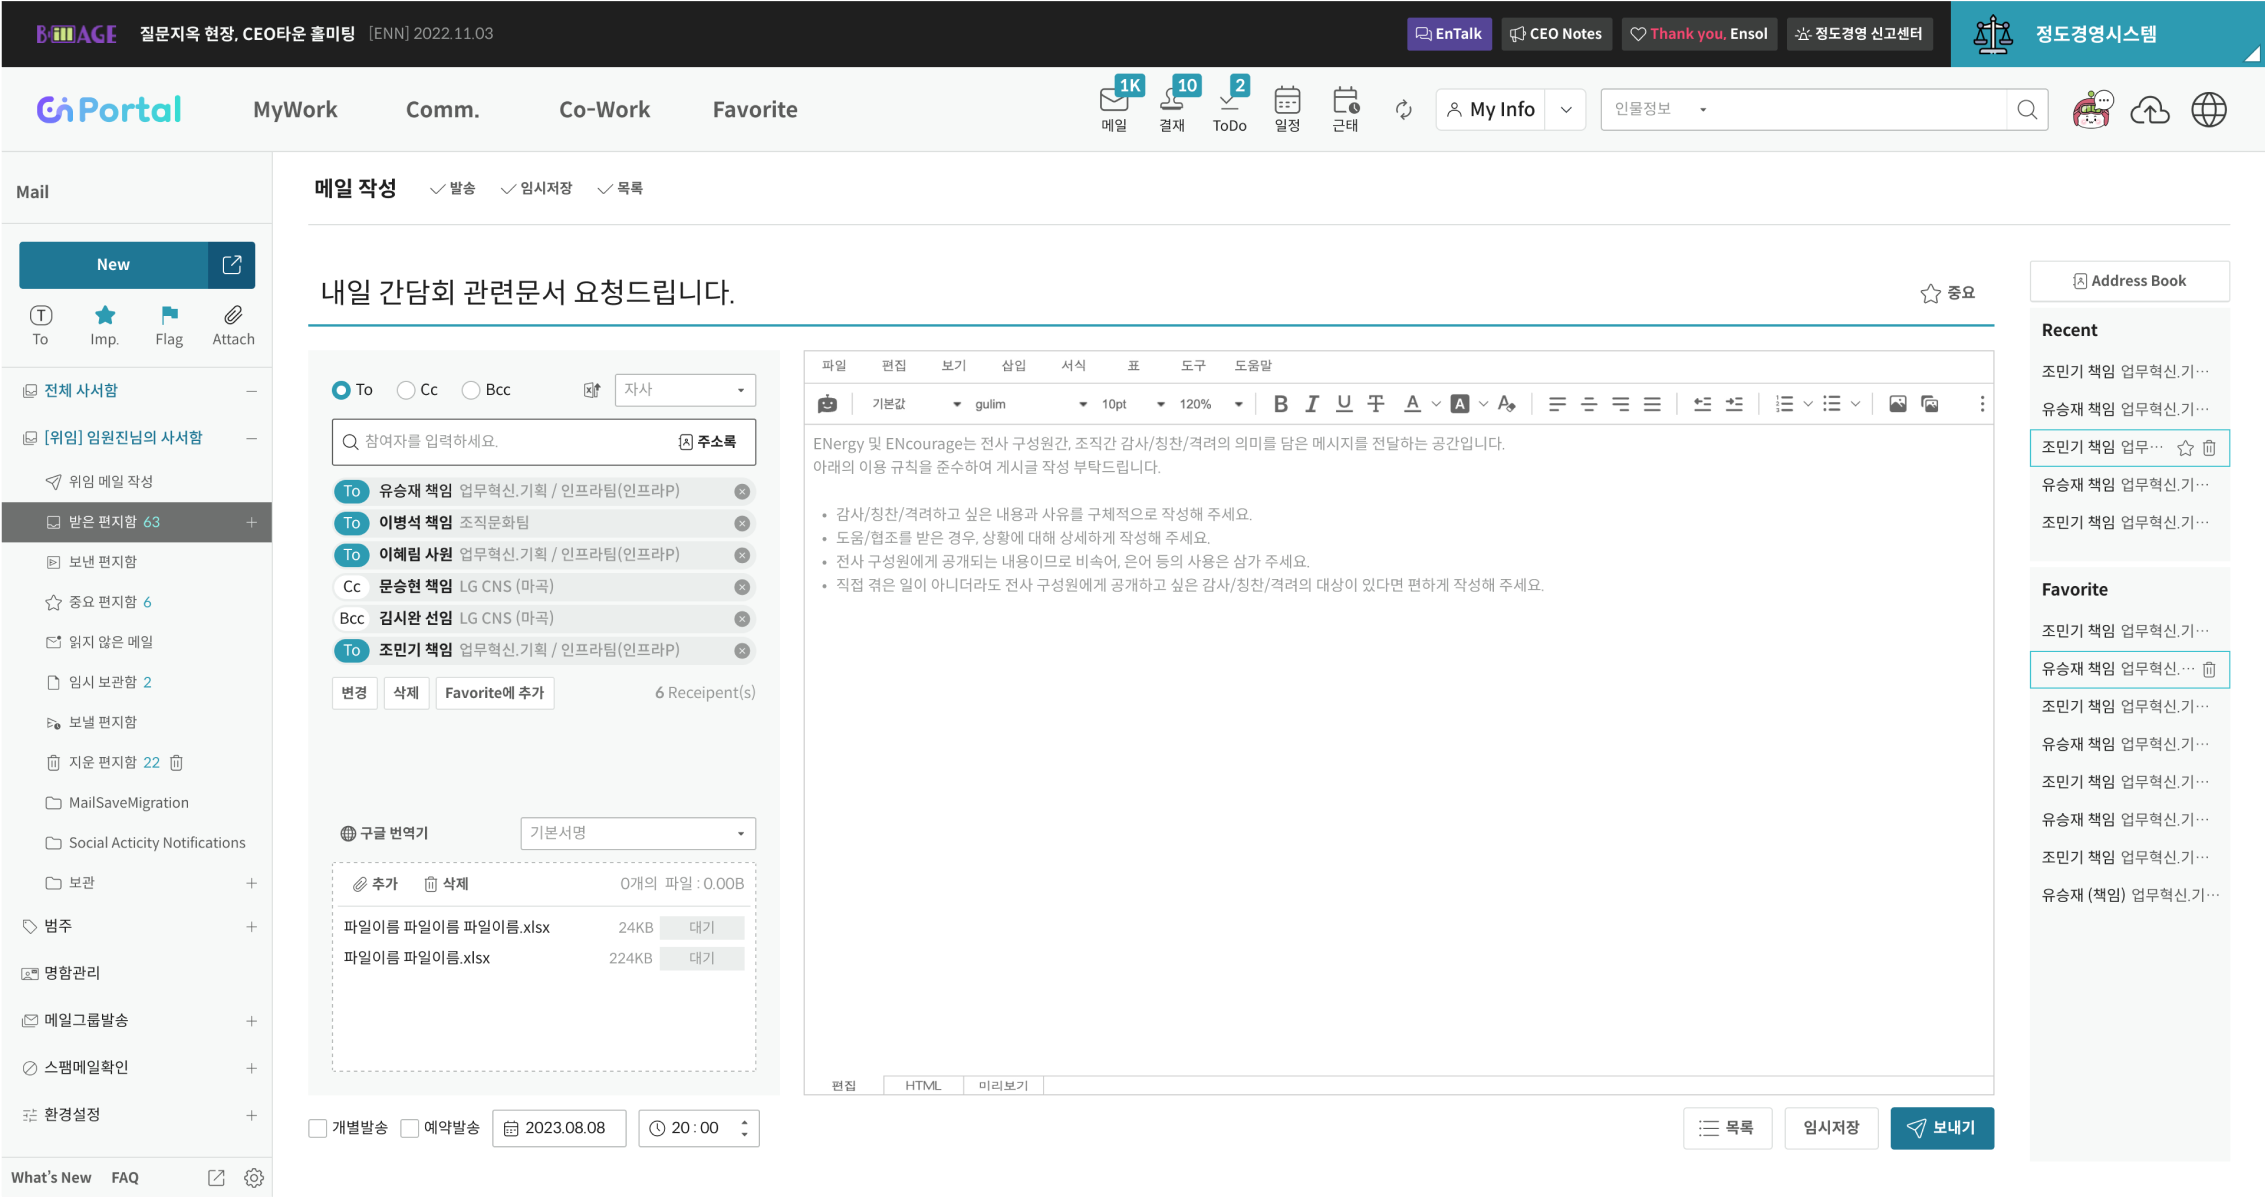 BillAGE 질문지옥 현장, CEO타운 홀미팅 [ENN] 2022.11.03 EnTalk CEO Notes Thank you, Ensol 정도경영 신고센터 정도경영시스템
EnPortal MyWork Comm. Co-Work Favorite 1K 메일 10 결재 2 ToDo 일정 근태 My Info 인물정보
Mail
New
To Imp. Flag Attach
전체 사서함
[위임] 임원진님의 사서함
위임 메일 작성
받은 편지함 63
보낸 편지함
중요 편지함 6
읽지 않은 메일
임시 보관함 2
보낼 편지함
지운 편지함 22
MailSaveMigration
Social Acticity Notifications
보관
범주
명함관리
메일그룹발송
스팸메일확인
환경설정
What's New FAQ
메일 작성 발송 임시저장 목록
내일 간담회 관련문서 요청드립니다. 중요
To Cc Bcc 자사
참여자를 입력하세요. 주소록
To 유승재 책임 업무혁신.기획 / 인프라팀(인프라P)
To 이병석 책임 조직문화팀
To 이혜림 사원 업무혁신.기획 / 인프라팀(인프라P)
Cc 문승현 책임 LG CNS (마곡)
Bcc 김시완 선임 LG CNS (마곡)
To 조민기 책임 업무혁신.기획 / 인프라팀(인프라P)
변경 삭제 Favorite에 추가 6 Receipent(s)
구글 번역기 기본서명
추가 삭제 0개의 파일 : 0.00B
파일이름 파일이름 파일이름.xlsx 24KB 대기
파일이름 파일이름.xlsx 224KB 대기
개별발송 예약발송 2023.08.08 20 : 00
파일 편집 보기 삽입 서식 표 도구 도움말
기본값 gulim 10pt 120% B I U T A A A
ENergy 및 ENcourage는 전사 구성원간, 조직간 감사/칭찬/격려의 의미를 담은 메시지를 전달하는 공간입니다.
아래의 이용 규칙을 준수하여 게시글 작성 부탁드립니다.
• 감사/칭찬/격려하고 싶은 내용과 사유를 구체적으로 작성해 주세요.
• 도움/협조를 받은 경우, 상황에 대해 상세하게 작성해 주세요.
• 전사 구성원에게 공개되는 내용이므로 비속어, 은어 등의 사용은 삼가 주세요.
• 직접 겪은 일이 아니더라도 전사 구성원에게 공개하고 싶은 감사/칭찬/격려의 대상이 있다면 편하게 작성해 주세요.
편집 HTML 미리보기
목록 임시저장 보내기
Address Book
Recent
조민기 책임 업무혁신.기···
유승재 책임 업무혁신.기···
조민기 책임 업무···
유승재 책임 업무혁신.기···
조민기 책임 업무혁신.기···
Favorite
조민기 책임 업무혁신.기···
유승재 책임 업무혁신.···
조민기 책임 업무혁신.기···
유승재 책임 업무혁신.기···
조민기 책임 업무혁신.기···
유승재 책임 업무혁신.기···
조민기 책임 업무혁신.기···
유승재 (책임) 업무혁신.기···